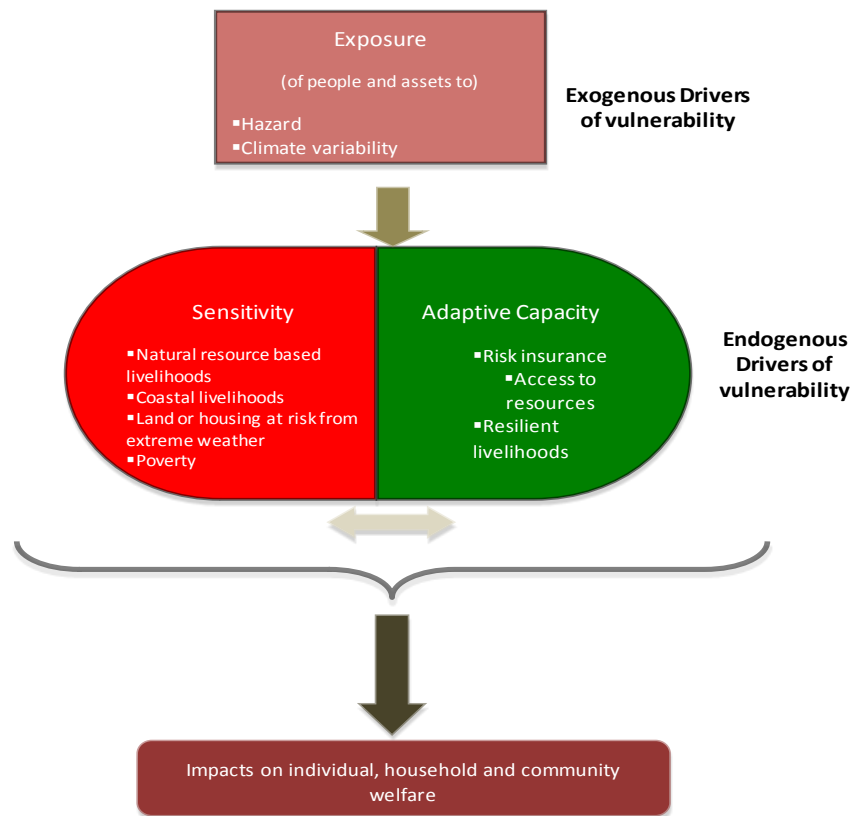 Exposure
(of people and assets to)
▪Hazard
▪Climate variability
Exogenous Drivers
of vulnerability
Sensitivity
▪Natural resource based
livelihoods
▪Coastal livelihoods
▪Land or housing at risk from
extreme weather
▪Poverty
Adaptive Capacity
▪Risk insurance
▪Access to
resources
▪Resilient
livelihoods
Endogenous
Drivers of
vulnerability
Impacts on individual, household and community
welfare